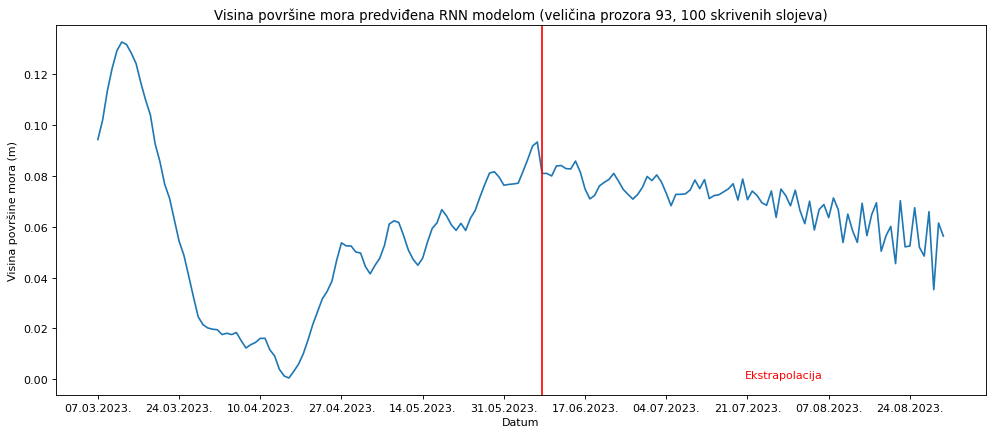 Visina površine mora predviđena RNN modelom (veličina prozora 93, 100 skrivenih slojeva)
Visina površine mora (m)
0.12
0.10
0.08
0.06
0.04
0.02
0.00
Ekstrapolacija
07.03.2023. 24.03.2023. 10.04.2023. 27.04.2023. 14.05.2023. 31.05.2023. 17.06.2023. 04.07.2023. 21.07.2023. 07.08.2023. 24.08.2023.
Datum